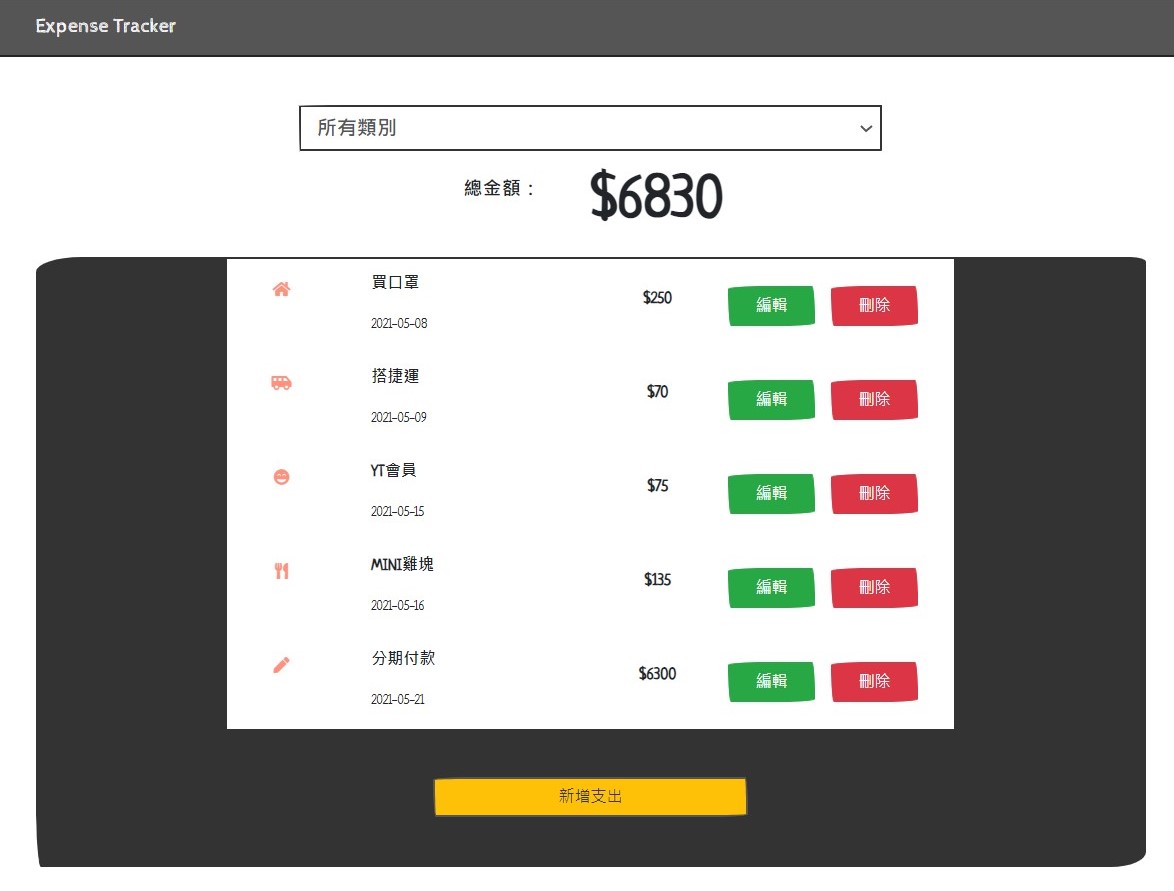 Expense Tracker
所有類別
總金額： $6830
買口罩
$250 編輯 刪除
2021-05-08
搭捷運
$70 編輯 刪除
2021-05-09
YT會員
$75 編輯 刪除
2021-05-15
MINI雞塊
$135 編輯 刪除
2021-05-16
分期付款
$6300 編輯 刪除
2021-05-21
新增支出